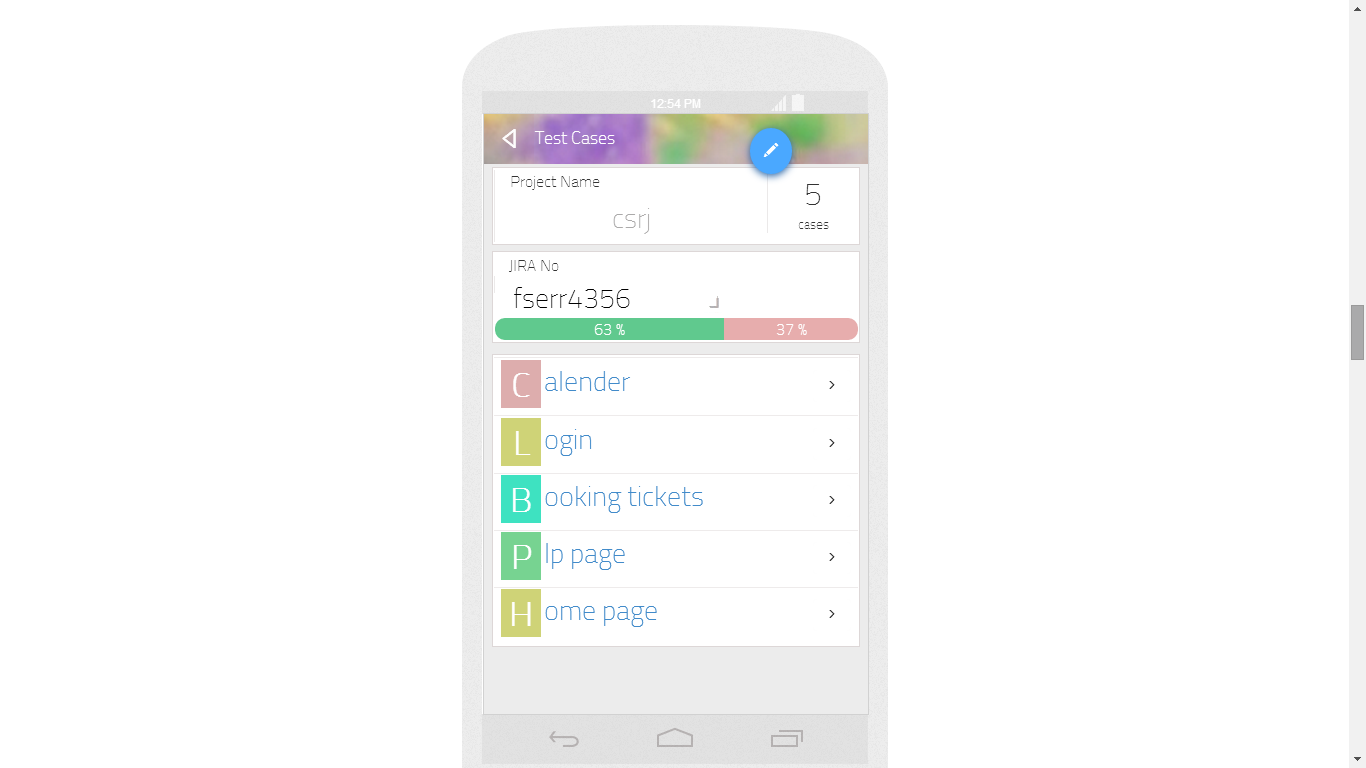 12:54 PM
Test Cases
Project Name
csrj
5
cases
JIRA No
fserr4356
63 %
37 %
Calender
Login
Booking tickets
Plp page
Home page